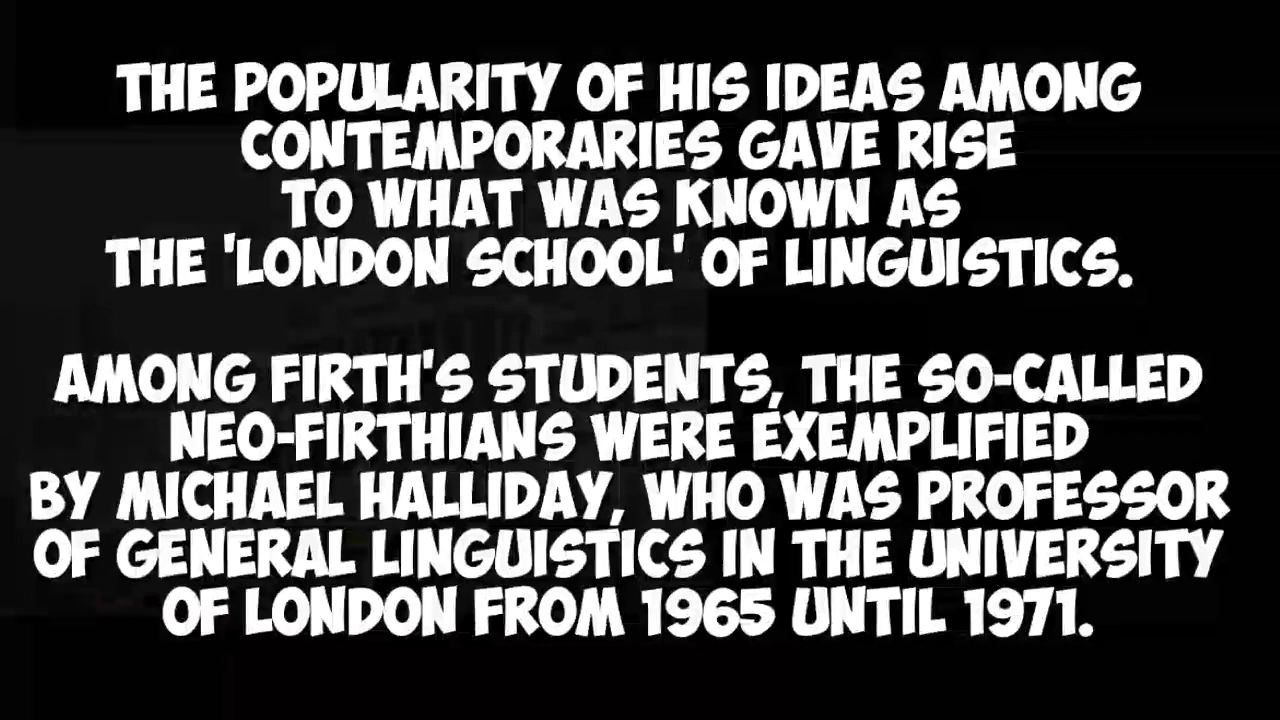 THE POPULARITY OF HIS IDEAS AMONG
CONTEMPORARIES GAVE RISE
TO WHAT WAS KNOWN AS
THE 'LONDON SCHOOL' OF LINGUISTICS.
AMONG FIRTH'S STUDENTS, THE SO-CALLED
NEO-FIRTHIANS WERE EXEMPLIFIED
BY MICHAEL HALLIDAY, WHO WAS PROFESSOR
OF GENERAL LINGUISTICS IN THE UNIVERSITY
OF LONDON FROM 1965 UNTIL 1971.